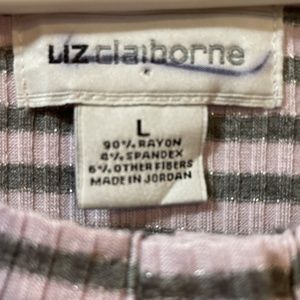 LIZ claiborne
L
90% RAYON
4% SPANDEX
6% OTHER FIBERS
MADE IN JORDAN